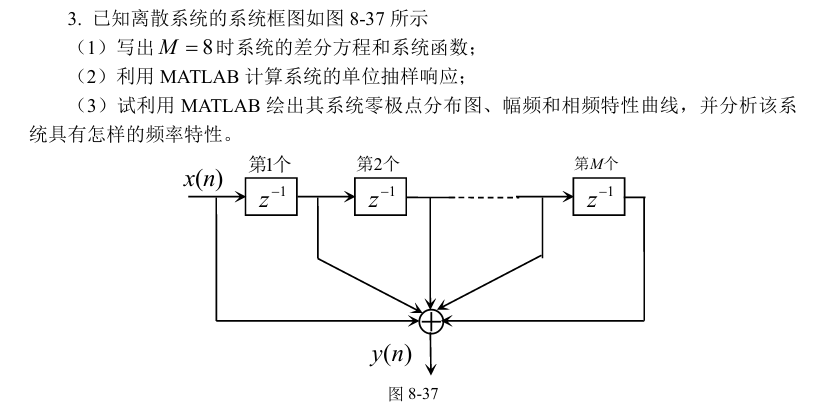 3. 已知离散系统的系统框图如图 8-37 所示
（1）写出 M = 8 时系统的差分方程和系统函数；
（2）利用 MATLAB 计算系统的单位抽样响应；
（3）试利用 MATLAB 绘出其系统零极点分布图、幅频和相频特性曲线，并分析该系
统具有怎样的频率特性。
第1个 第2个 第M个
x(n) z⁻¹ z⁻¹ z⁻¹
y(n)
图 8-37